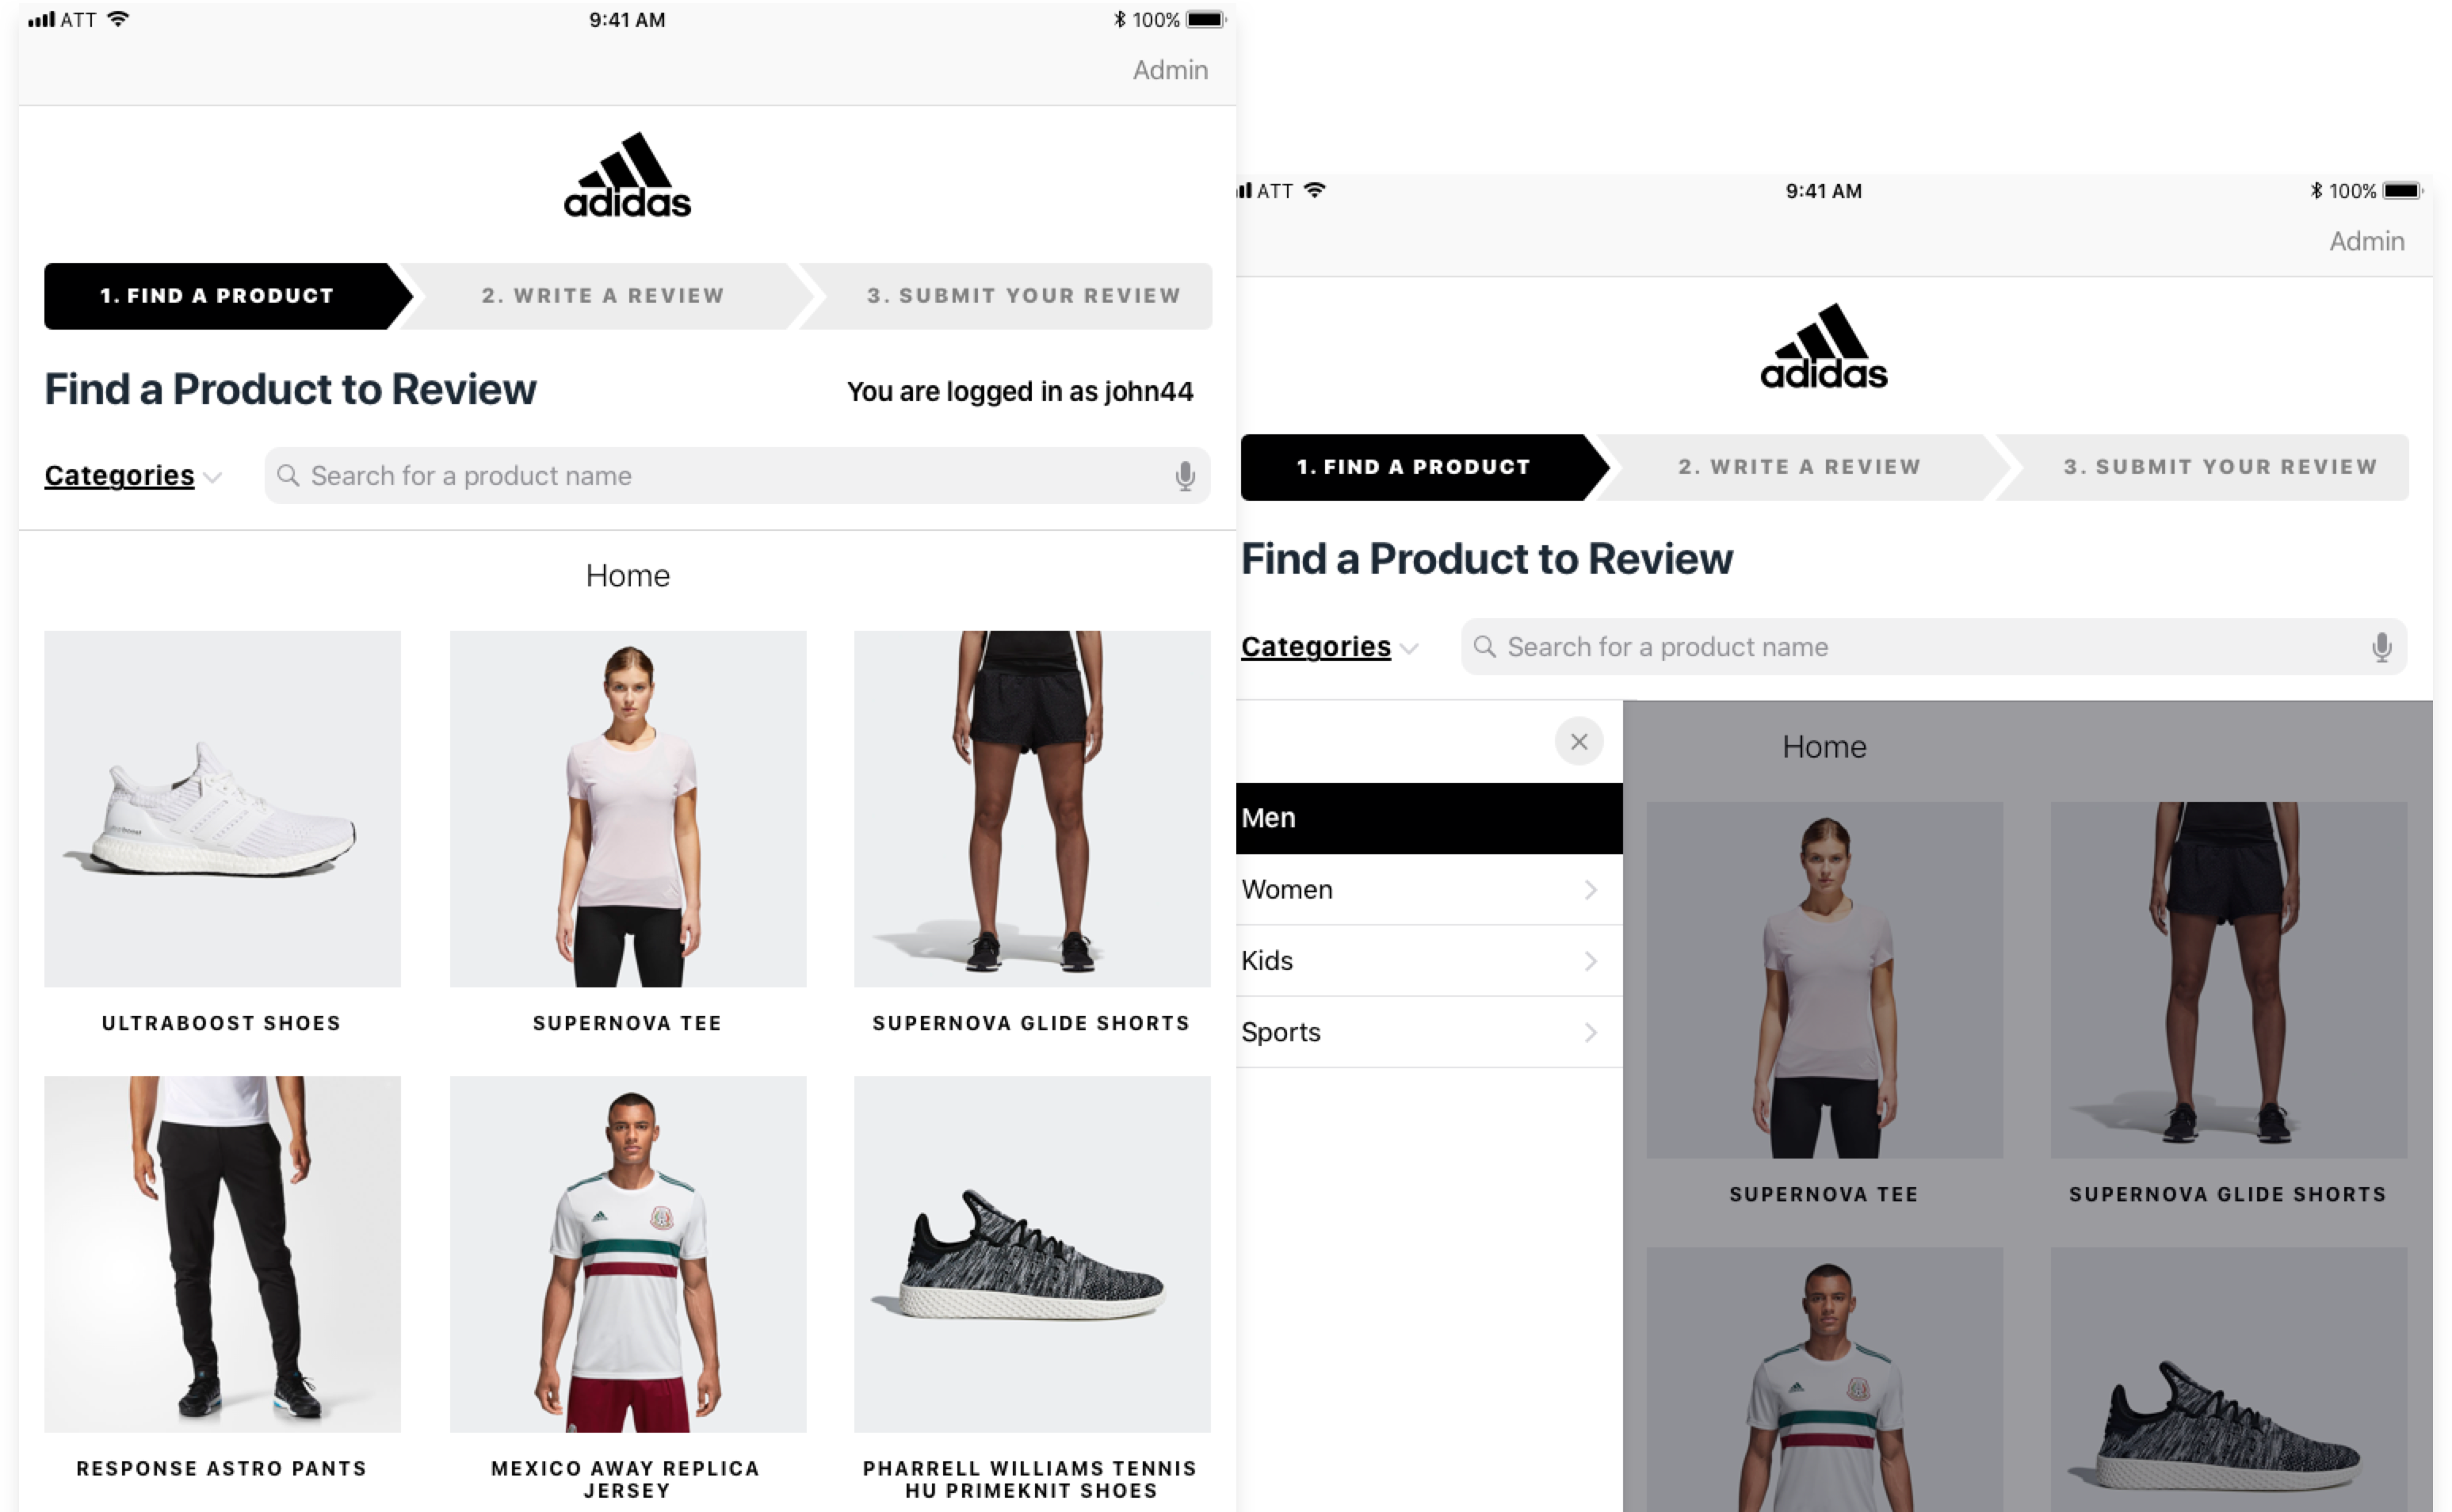 ATT
9:41 AM
100%
Admin
adidas
1. FIND A PRODUCT
2. WRITE A REVIEW
3. SUBMIT YOUR REVIEW
Find a Product to Review
You are logged in as john44
Categories
Search for a product name
Home
ULTRABOOST SHOES
SUPERNOVA TEE
SUPERNOVA GLIDE SHORTS
RESPONSE ASTRO PANTS
MEXICO AWAY REPLICA
JERSEY
PHARRELL WILLIAMS TENNIS
HU PRIMEKNIT SHOES
ATT
9:41 AM
100%
Admin
adidas
1. FIND A PRODUCT
2. WRITE A REVIEW
3. SUBMIT YOUR REVIEW
Find a Product to Review
Categories
Search for a product name
Men
Women
Kids
Sports
Home
SUPERNOVA TEE
SUPERNOVA GLIDE SHORTS